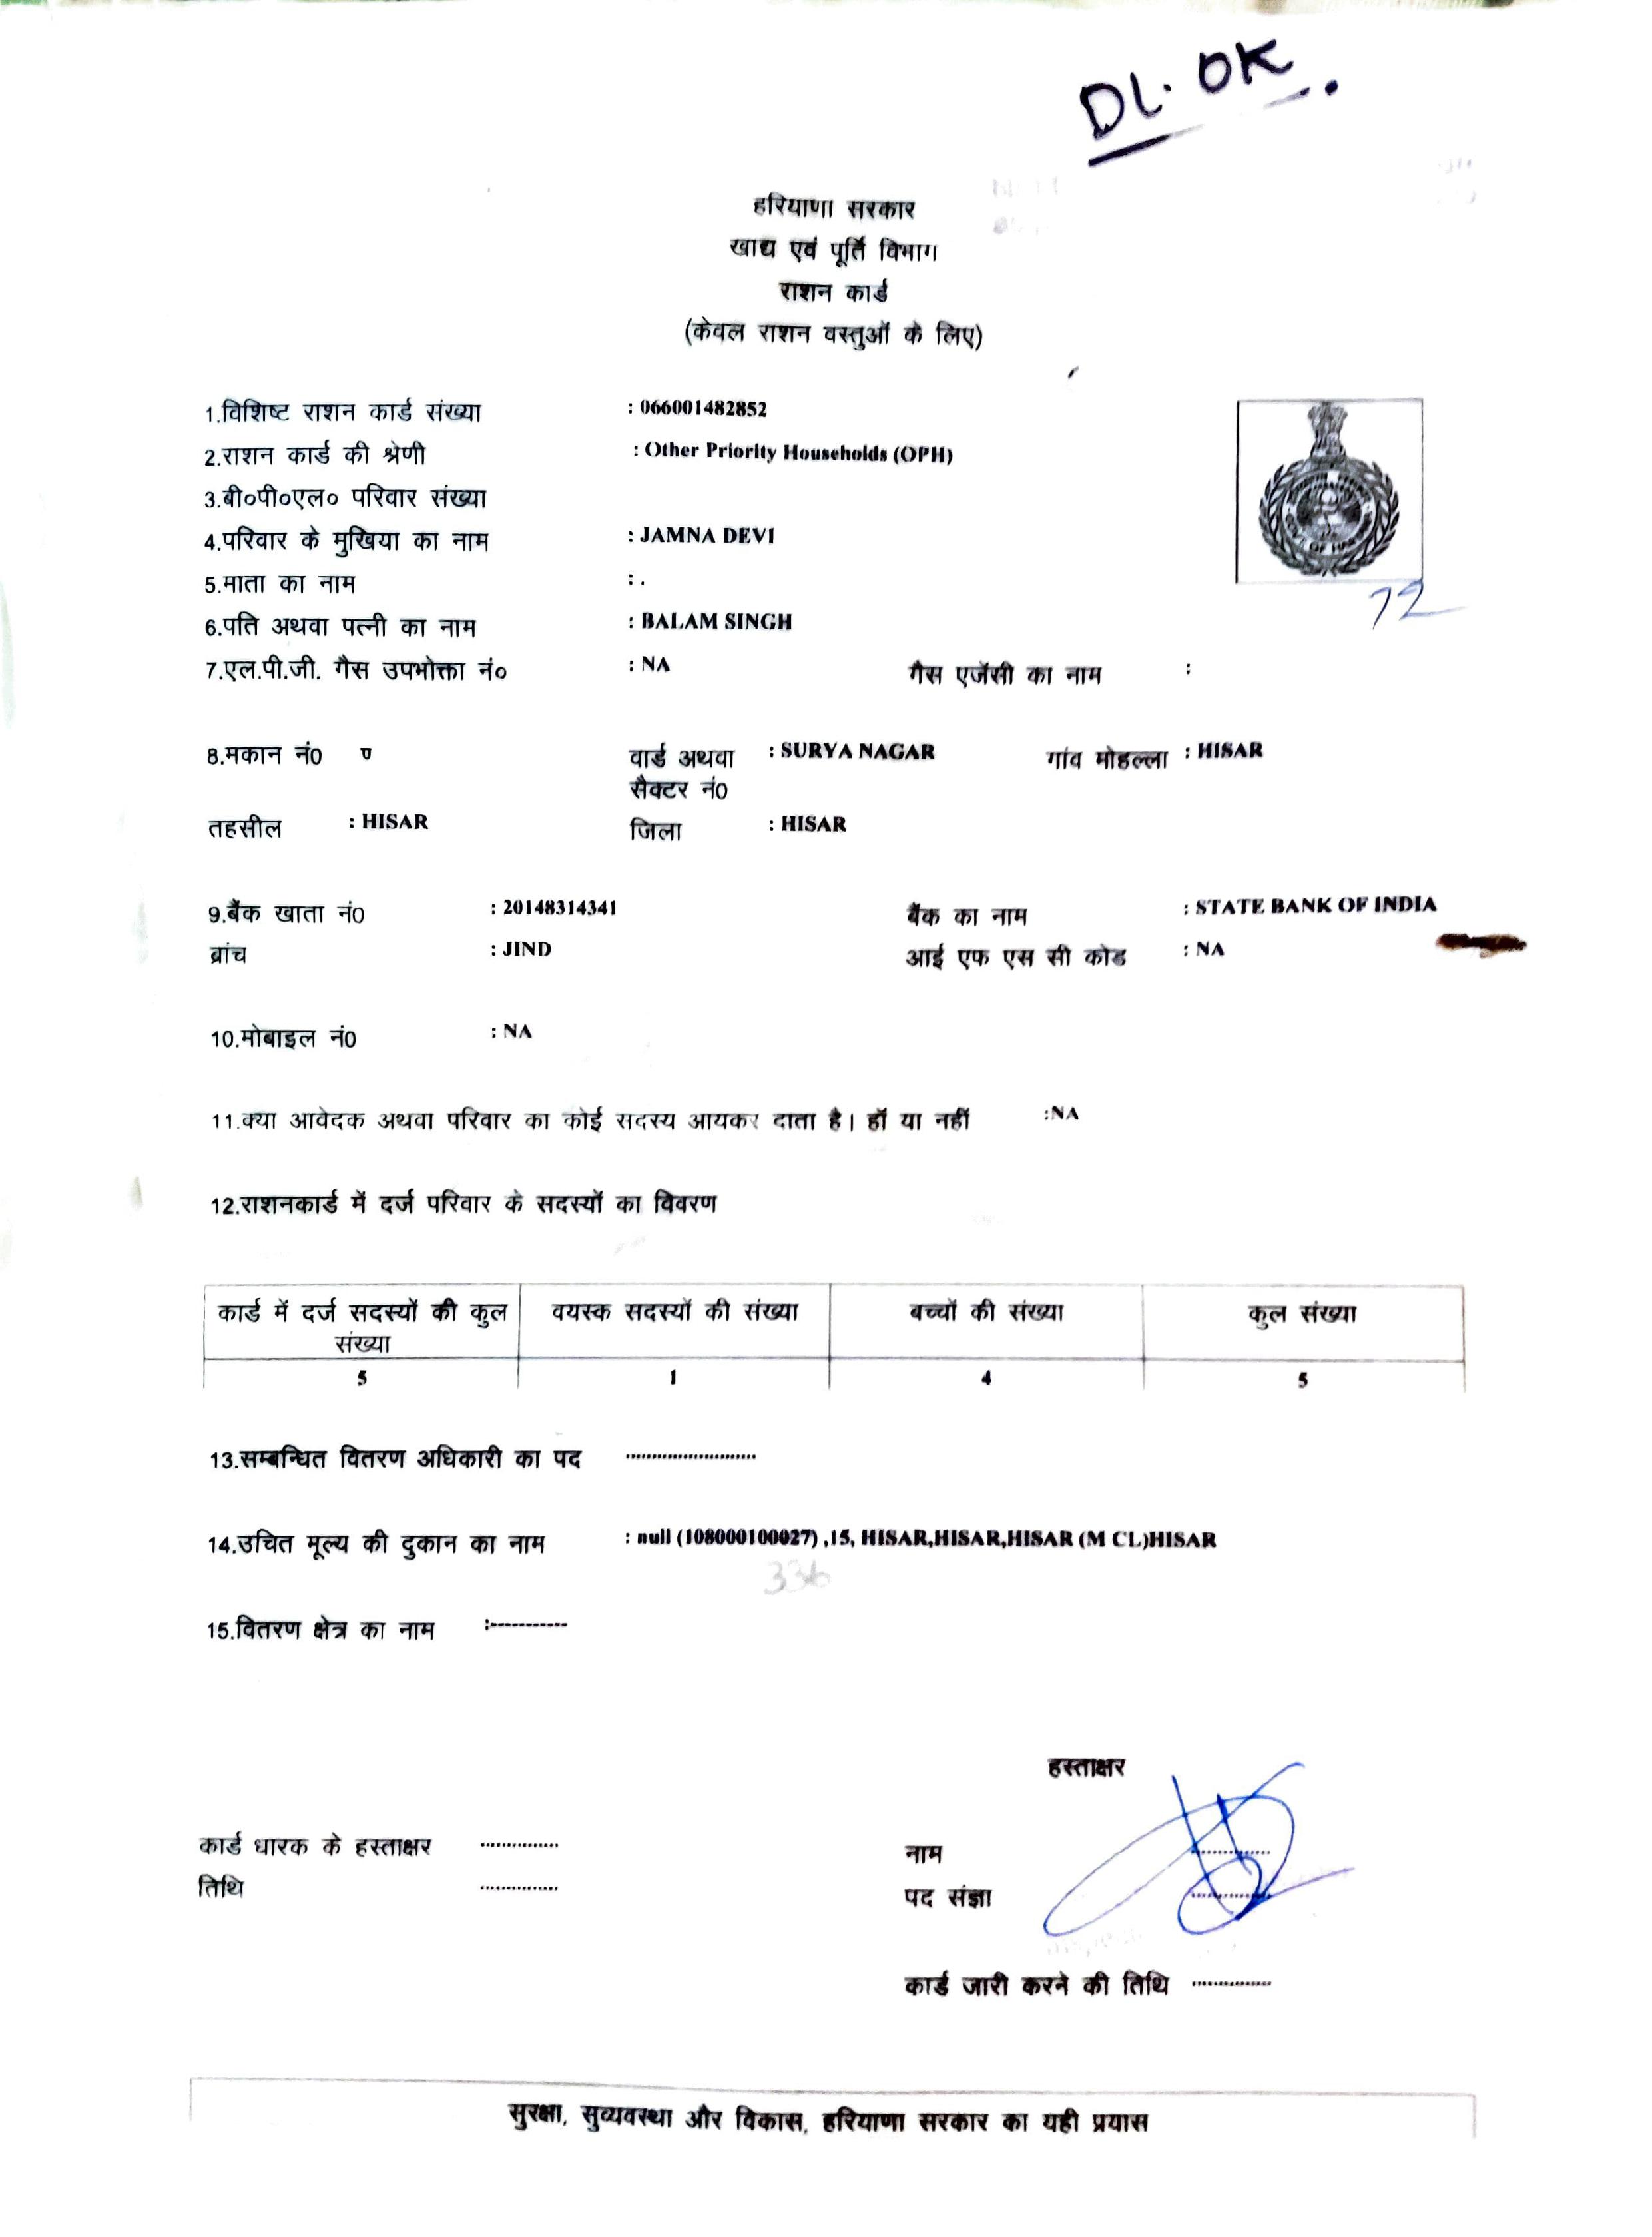 DL. OK.
हरियाणा सरकार
खाद्य एवं पूर्ति विभाग
राशन कार्ड
(केवल राशन वस्तुओं के लिए)
1.विशिष्ट राशन कार्ड संख्या : 066001482852
2.राशन कार्ड की श्रेणी : Other Priority Households (OPH)
3.बी०पी०एल० परिवार संख्या
4.परिवार के मुखिया का नाम : JAMNA DEVI
5.माता का नाम : .
72
6.पति अथवा पत्नी का नाम : BALAM SINGH
7.एल.पी.जी. गैस उपभोक्ता नं० : NA गैस एजेंसी का नाम :
8.मकान नं0 प वार्ड अथवा : SURYA NAGAR गांव मोहल्ला : HISAR
सैक्टर नं0
तहसील : HISAR जिला : HISAR
9.बैंक खाता नं0 : 20148314341 बैंक का नाम : STATE BANK OF INDIA
ब्रांच : JIND आई एफ एस सी कोड : NA
10.मोबाइल नं0 : NA
11.क्या आवेदक अथवा परिवार का कोई सदस्य आयकर दाता है। हॉ या नहीं :NA
12.राशनकार्ड में दर्ज परिवार के सदस्यों का विवरण
कार्ड में दर्ज सदस्यों की कुल वयस्क सदस्यों की संख्या बच्चों की संख्या कुल संख्या
संख्या
5 1 4 5
13.सम्बन्धित वितरण अधिकारी का पद .........................
14.उचित मूल्य की दुकान का नाम : null (108000100027) ,15, HISAR,HISAR,HISAR (M CL)HISAR
336
15.वितरण क्षेत्र का नाम :-----------
हस्ताक्षर
कार्ड धारक के हस्ताक्षर ............... नाम ...............
तिथि ............... पद संज्ञा ...............
कार्ड जारी करने की तिथि ...............
सुरक्षा, सुव्यवस्था और विकास, हरियाणा सरकार का यही प्रयास